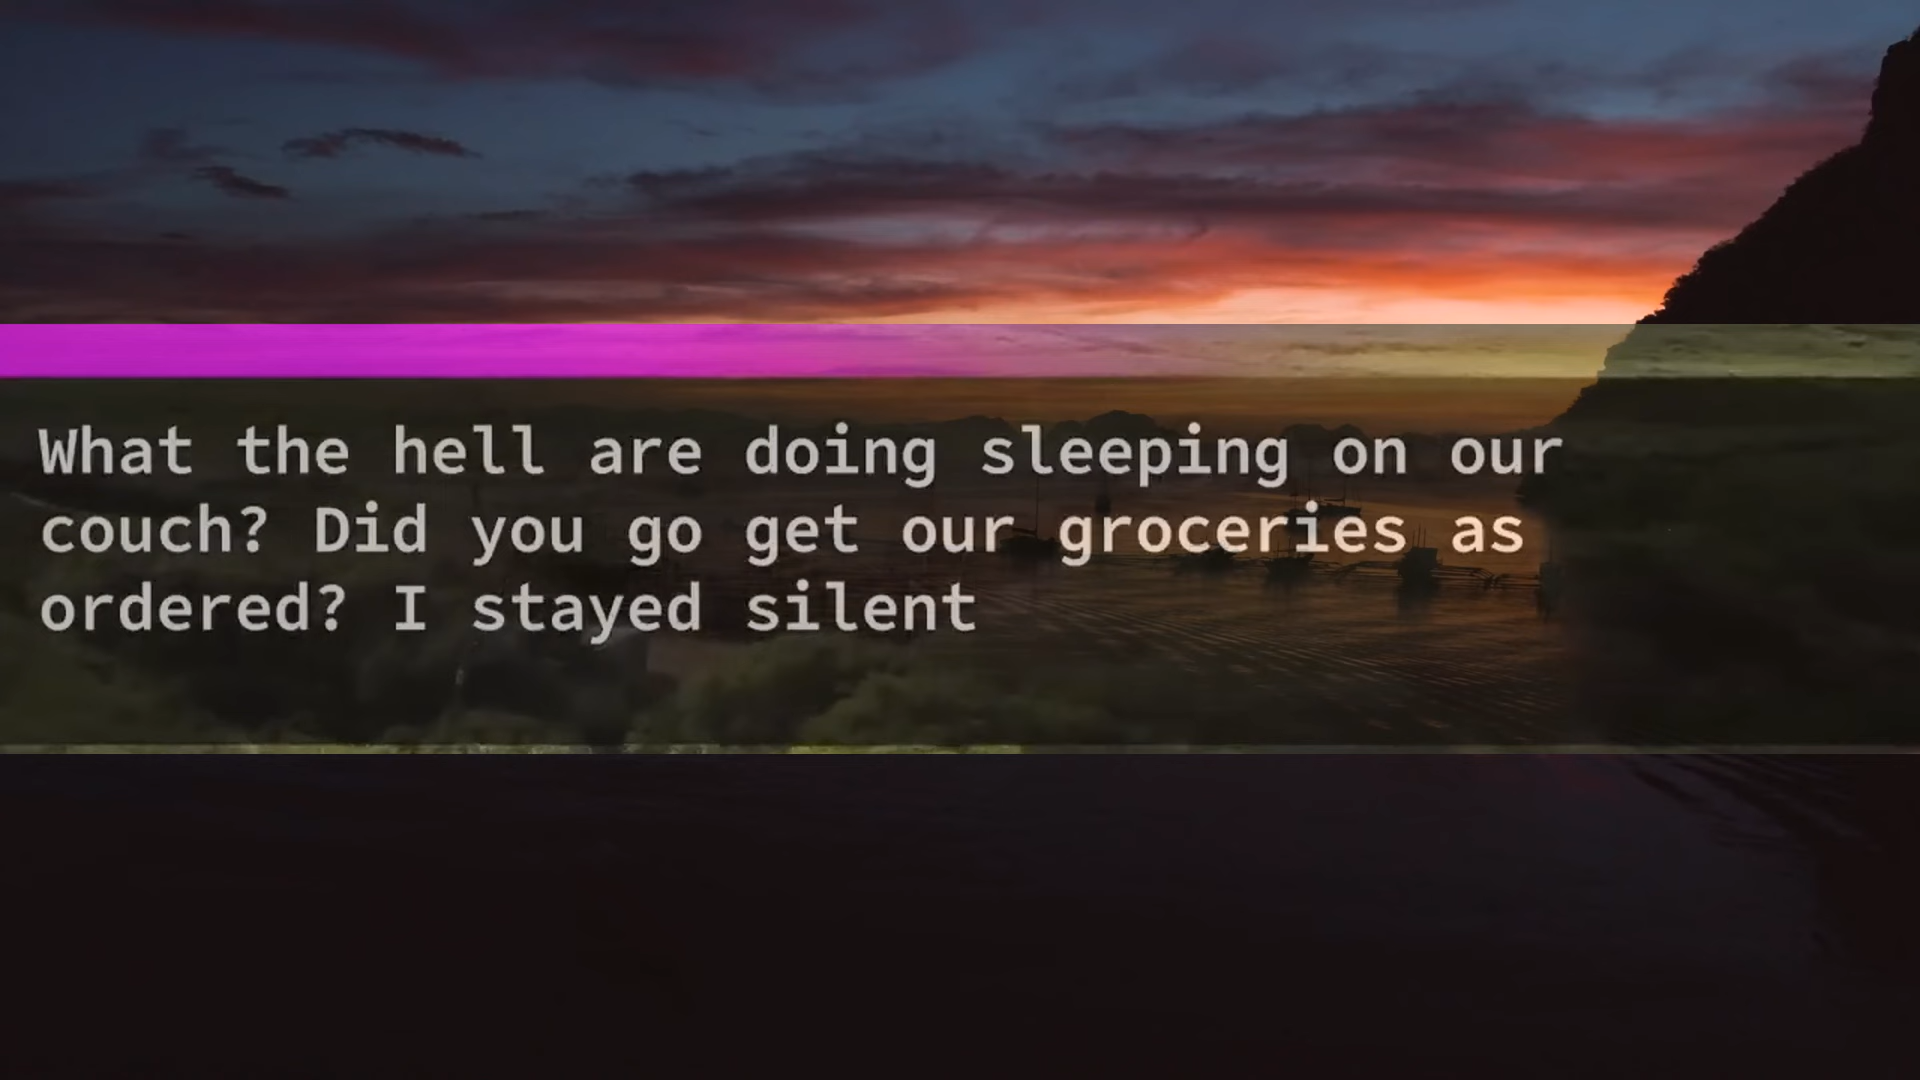 What the hell are doing sleeping on our
couch? Did you go get our groceries as
ordered? I stayed silent